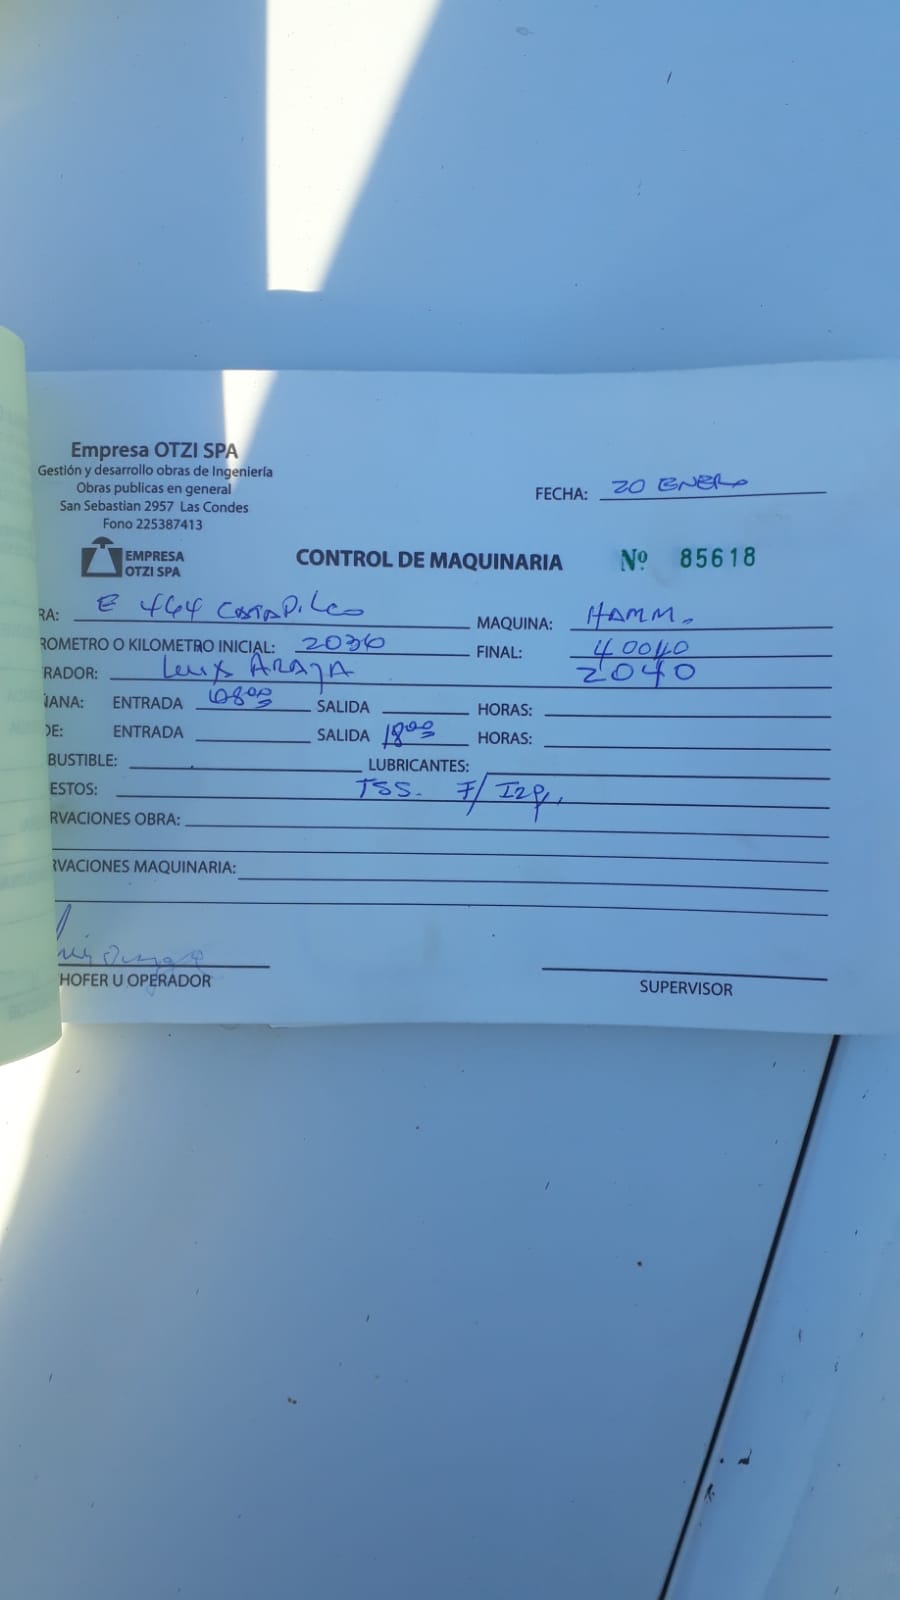 Empresa OTZI SPA
Gestión y desarrollo obras de Ingeniería
Obras publicas en general
San Sebastian 2957 Las Condes
Fono 225387413
FECHA: 20 ENERO
EMPRESA
OTZI SPA
CONTROL DE MAQUINARIA Nº 85618
RA: E 464 MAQUINA: HAMM.
ROMETRO O KILOMETRO INICIAL: 2036 FINAL: 40040
RADOR: Luis ARAYA 2040
ANA: ENTRADA 08:00 SALIDA HORAS:
DE: ENTRADA SALIDA 18:00 HORAS:
BUSTIBLE: LUBRICANTES:
ESTOS: TSS. F/ Izq.
RVACIONES OBRA:
RVACIONES MAQUINARIA:
HOFER U OPERADOR SUPERVISOR